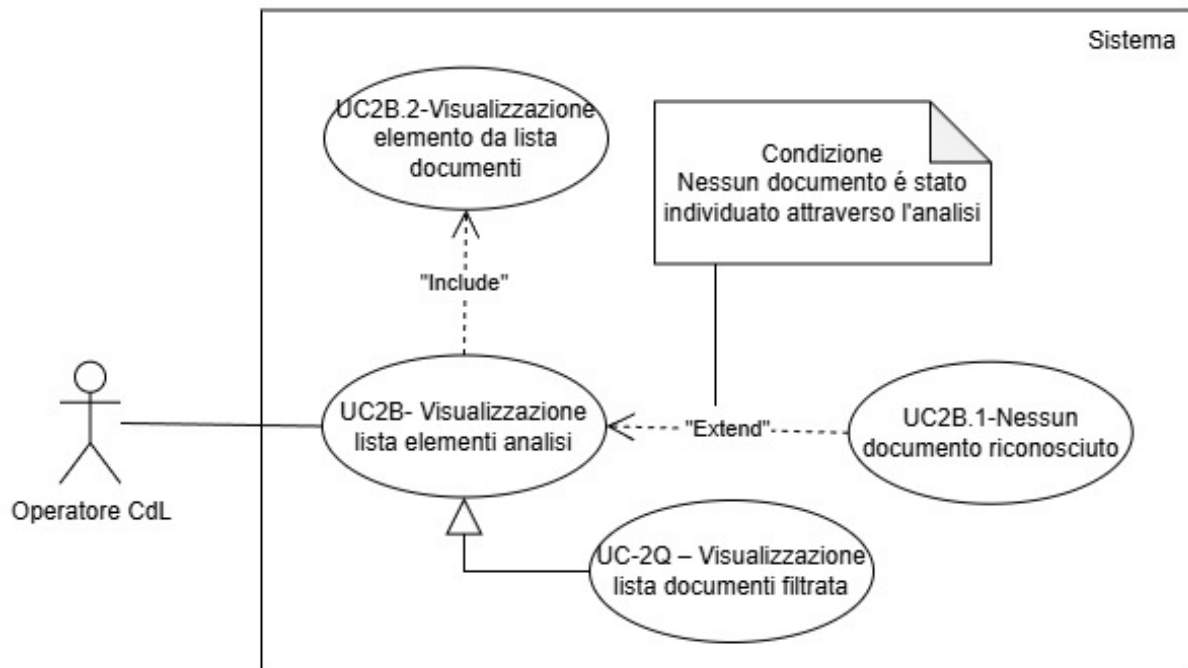 Sistema
UC2B.2-Visualizzazione
elemento da lista
documenti
Condizione
Nessun documento é stato
individuato attraverso l'analisi
"Include"
UC2B- Visualizzazione
lista elementi analisi
"Extend"
UC2B.1-Nessun
documento riconosciuto
Operatore CdL
UC-2Q – Visualizzazione
lista documenti filtrata